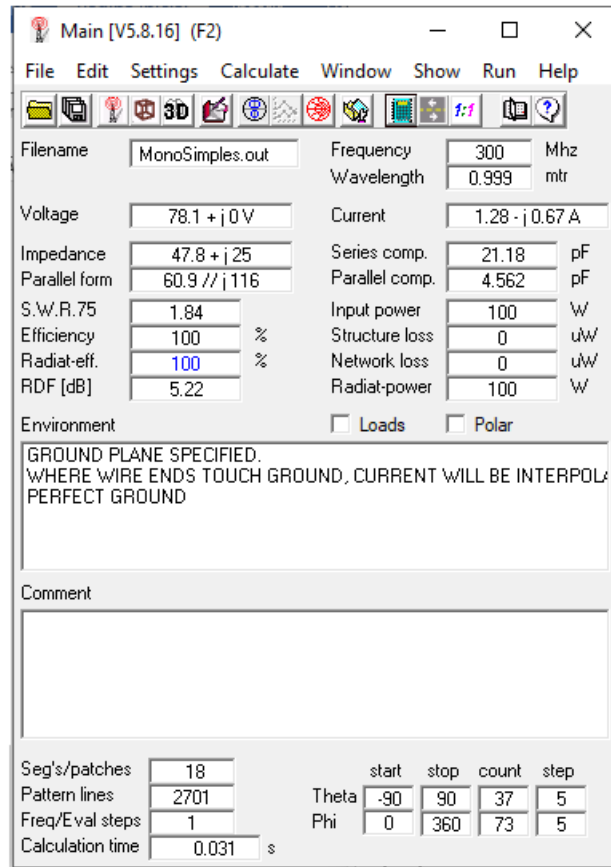 Main [V5.8.16] (F2)
File Edit Settings Calculate Window Show Run Help
3D 1:1
Filename MonoSimples.out Frequency 300 Mhz
Wavelength 0.999 mtr
Voltage 78.1 + j 0 V Current 1.28 - j 0.67 A
Impedance 47.8 + j 25 Series comp. 21.18 pF
Parallel form 60.9 // j 116 Parallel comp. 4.562 pF
S.W.R.75 1.84 Input power 100 W
Efficiency 100 % Structure loss 0 uW
Radiat-eff. 100 % Network loss 0 uW
RDF [dB] 5.22 Radiat-power 100 W
Environment Loads Polar
GROUND PLANE SPECIFIED.
WHERE WIRE ENDS TOUCH GROUND, CURRENT WILL BE INTERPOLA
PERFECT GROUND
Comment
Seg's/patches 18 start stop count step
Pattern lines 2701 Theta -90 90 37 5
Freq/Eval steps 1 Phi 0 360 73 5
Calculation time 0.031 s